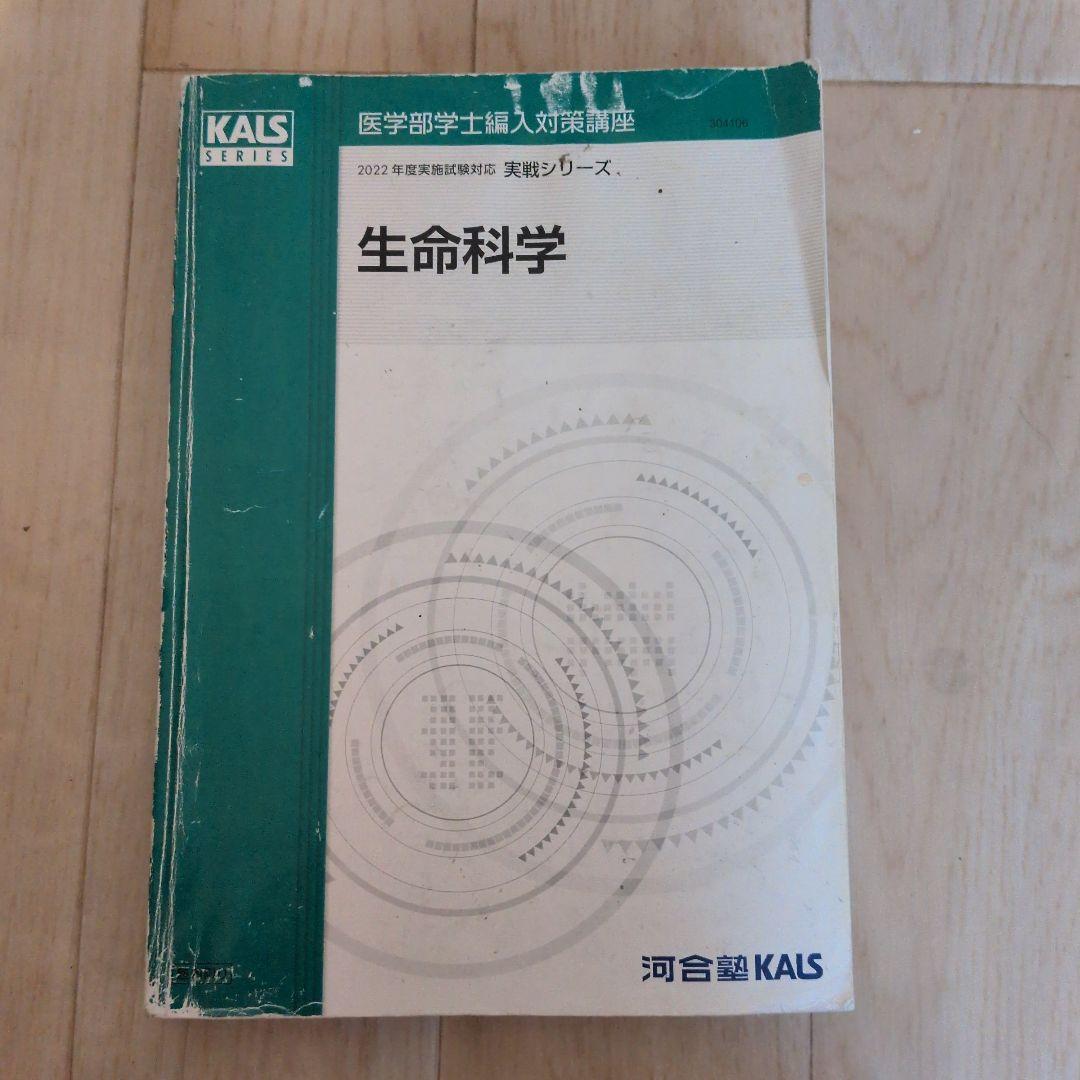 KALS
SERIES
医学部学士編入対策講座
304106
2022年度実施試験対応 実戦シリーズ
生命科学
河合塾KALS